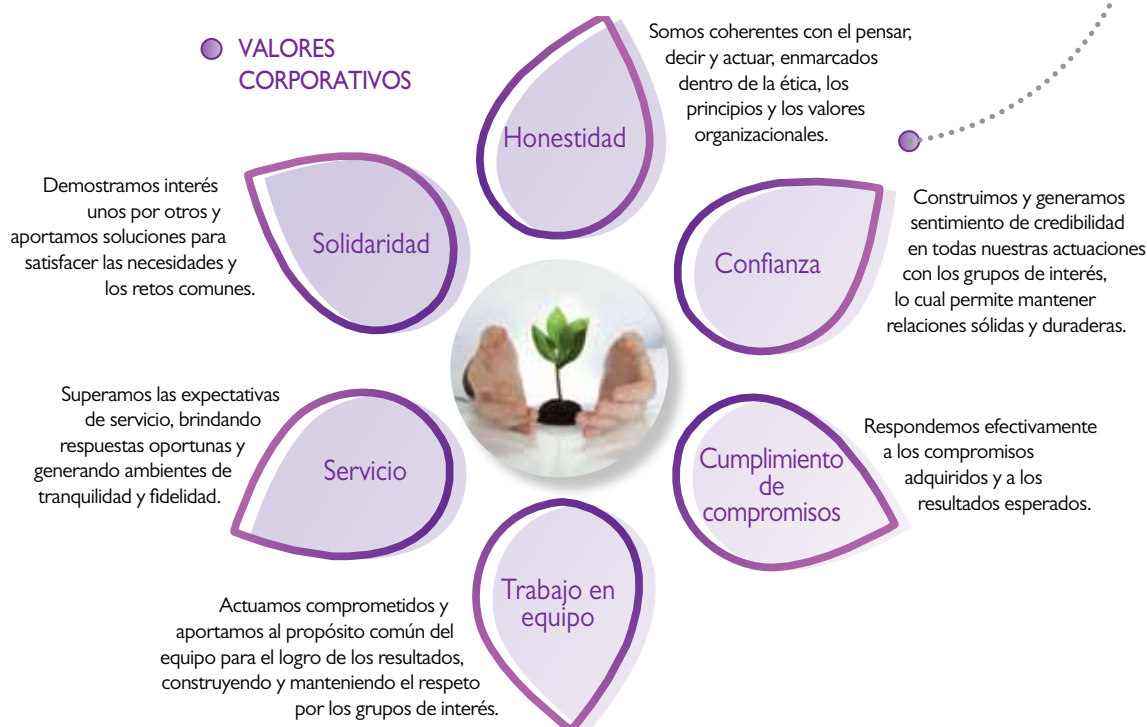 VALORES
CORPORATIVOS
Honestidad
Somos coherentes con el pensar,
decir y actuar, enmarcados
dentro de la ética, los
principios y los valores
organizacionales.
Confianza
Construimos y generamos
sentimiento de credibilidad
en todas nuestras actuaciones
con los grupos de interés,
lo cual permite mantener
relaciones sólidas y duraderas.
Cumplimiento
de
compromisos
Respondemos efectivamente
a los compromisos
adquiridos y a los
resultados esperados.
Trabajo en
equipo
Actuamos comprometidos y
aportamos al propósito común del
equipo para el logro de los resultados,
construyendo y manteniendo el respeto
por los grupos de interés.
Servicio
Superamos las expectativas
de servicio, brindando
respuestas oportunas y
generando ambientes de
tranquilidad y fidelidad.
Solidaridad
Demostramos interés
unos por otros y
aportamos soluciones para
satisfacer las necesidades y
los retos comunes.